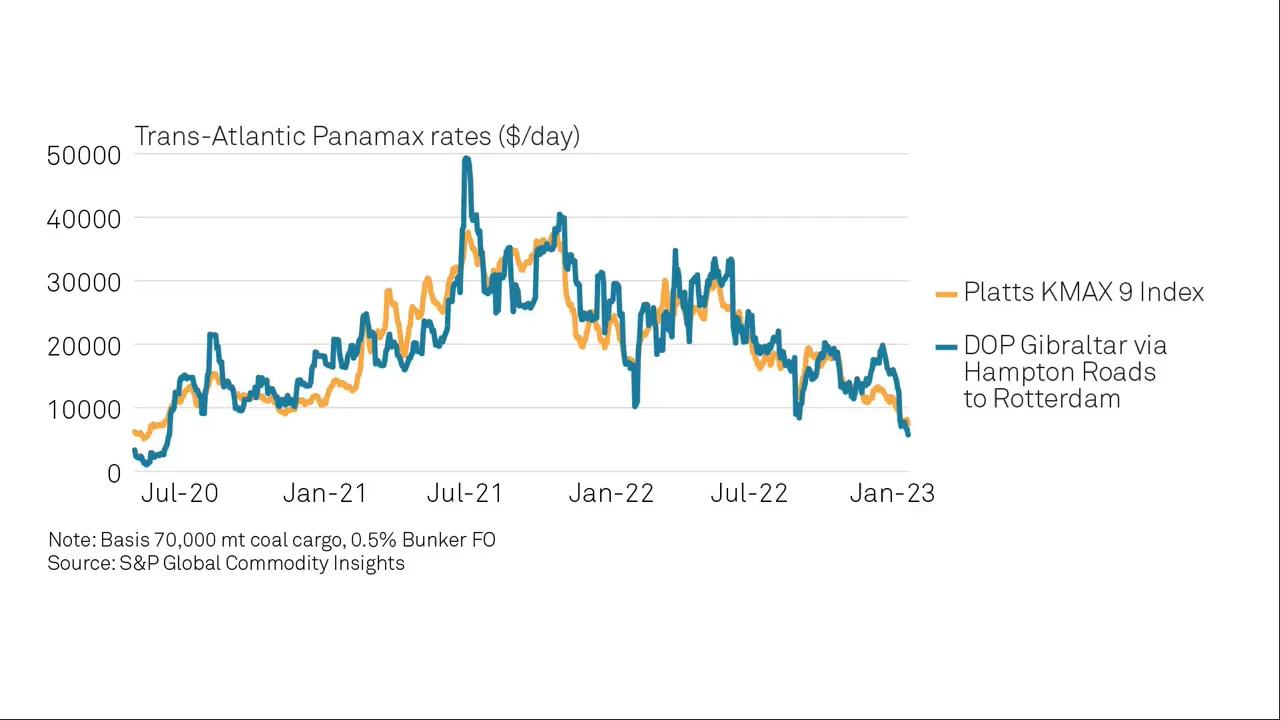 Trans-Atlantic Panamax rates ($/day)
50000
40000
30000
20000
10000
0
Jul-20 Jan-21 Jul-21 Jan-22 Jul-22 Jan-23
Platts KMAX 9 Index
DOP Gibraltar via
Hampton Roads
to Rotterdam
Note: Basis 70,000 mt coal cargo, 0.5% Bunker FO
Source: S&P Global Commodity Insights